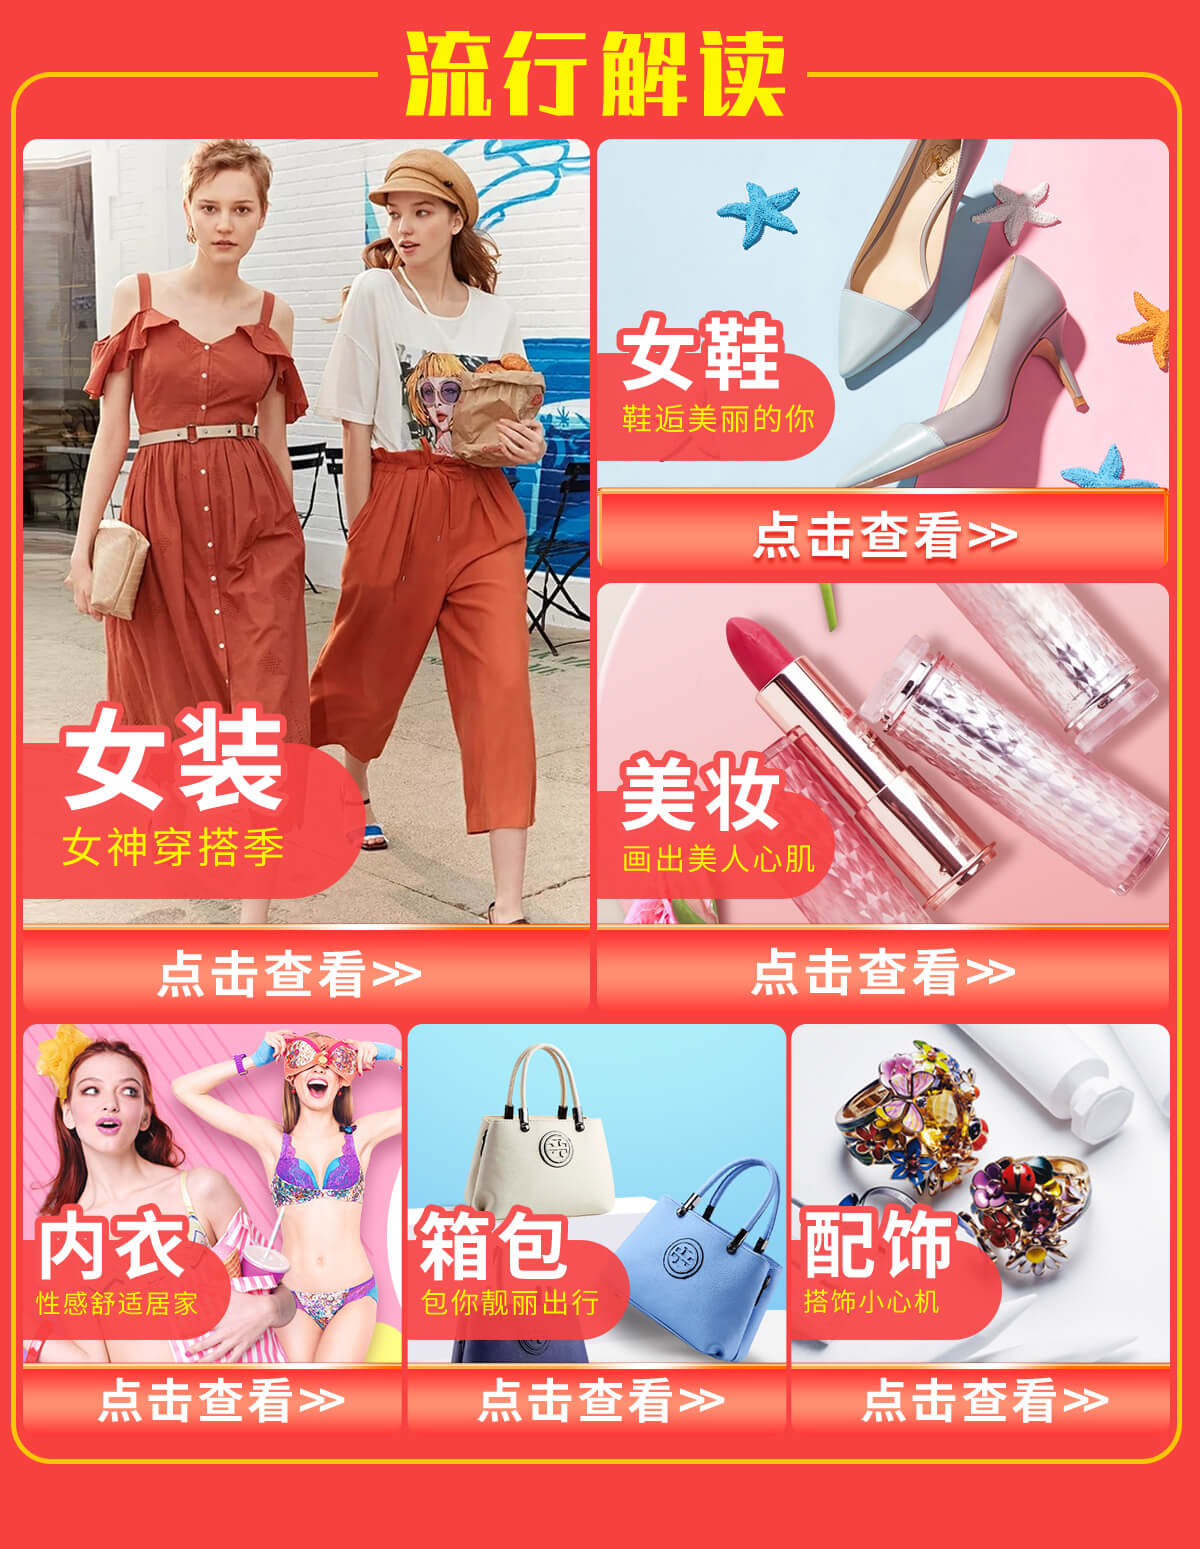 流行解读
女装
女神穿搭季
点击查看>>
女鞋
鞋逅美丽的你
点击查看>>
美妆
画出美人心肌
点击查看>>
内衣
性感舒适居家
点击查看>>
箱包
包你靓丽出行
点击查看>>
配饰
搭饰小心机
点击查看>>